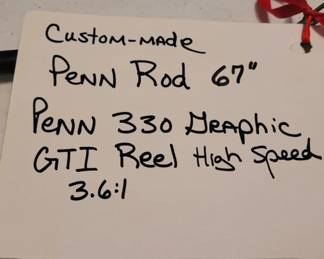 Custom-made
Penn Rod 67"
Penn 330 Graphic
GTI Reel High Speed
3.6:1